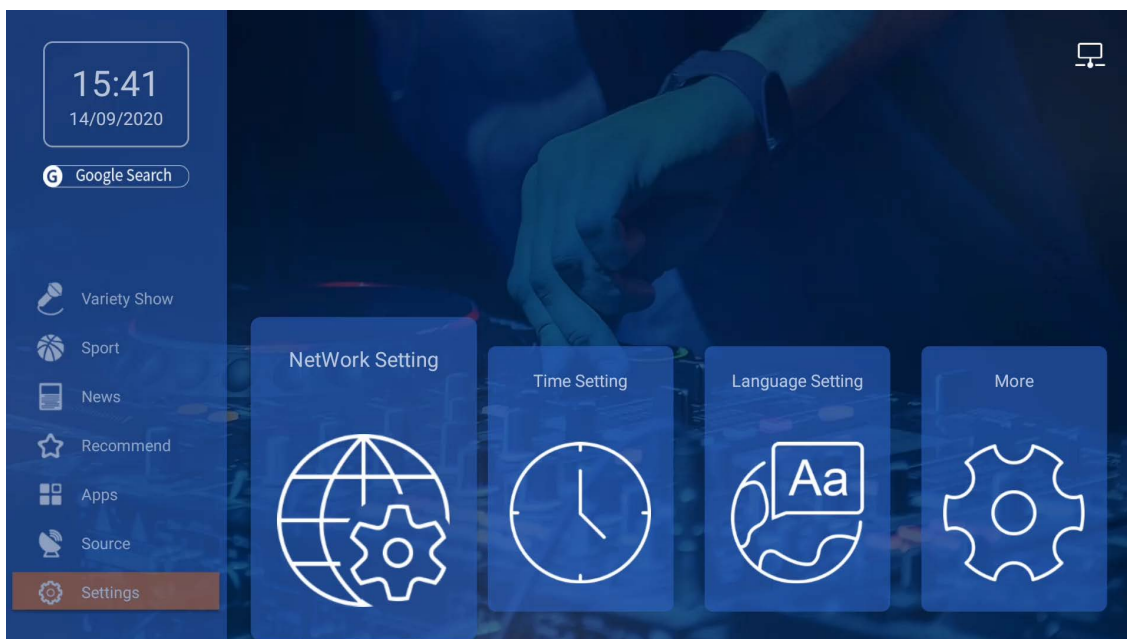 15:41
14/09/2020
G Google Search
Variety Show
Sport
News
Recommend
Apps
Source
Settings
NetWork Setting
Time Setting
Language Setting
Aa
More